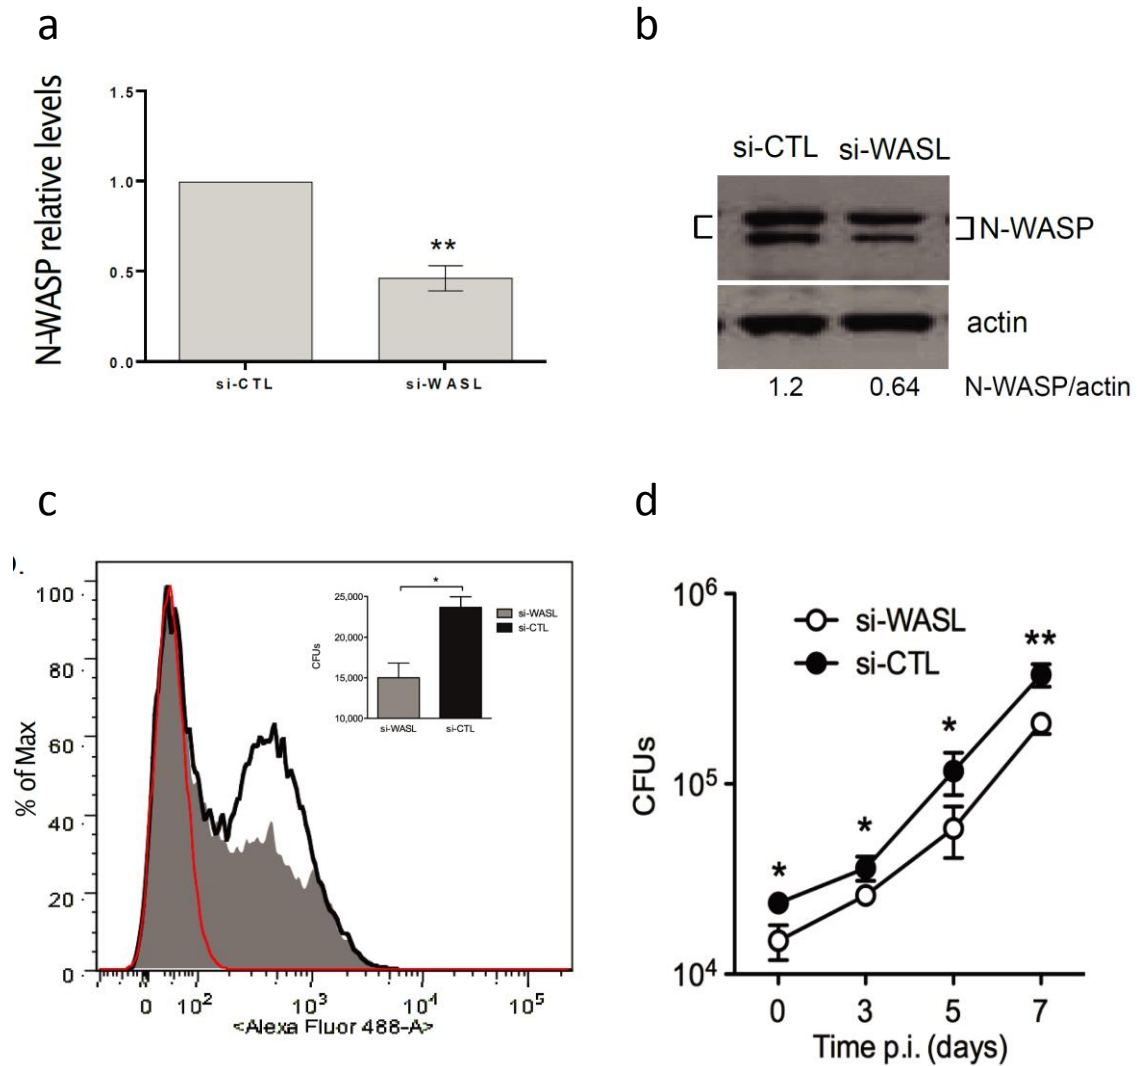 a
N-WASP relative levels
1.5
1.0
0.5
0.0
**
si-CTL
si-WASL
b
si-CTL si-WASL
N-WASP
actin
1.2 0.64 N-WASP/actin
c
% of Max
100
80
60
40
20
0
0 10² 10³ 10⁴ 10⁵
<Alexa Fluor 488-A>
CFUs
25,000
20,000
15,000
10,000
*
si-WASL
si-CTL
si-WASL si-CTL
d
CFUs
10⁶
10⁵
10⁴
si-WASL
si-CTL
*
*
*
**
0 3 5 7
Time p.i. (days)